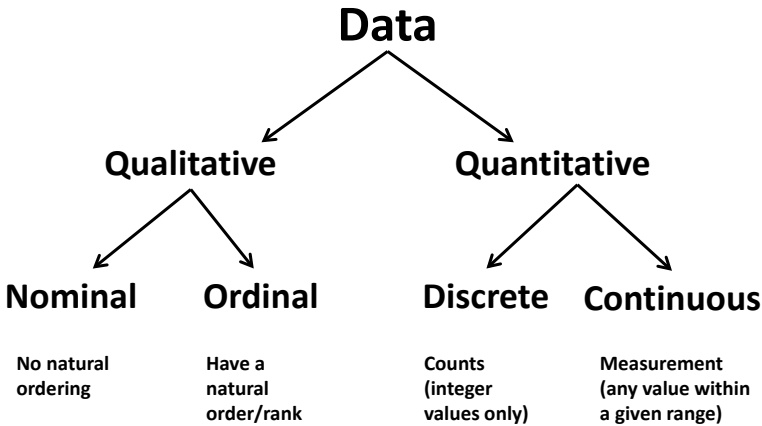 Data
Qualitative
Quantitative
Nominal
Ordinal
Discrete
Continuous
No natural
ordering
Have a
natural
order/rank
Counts
(integer
values only)
Measurement
(any value within
a given range)